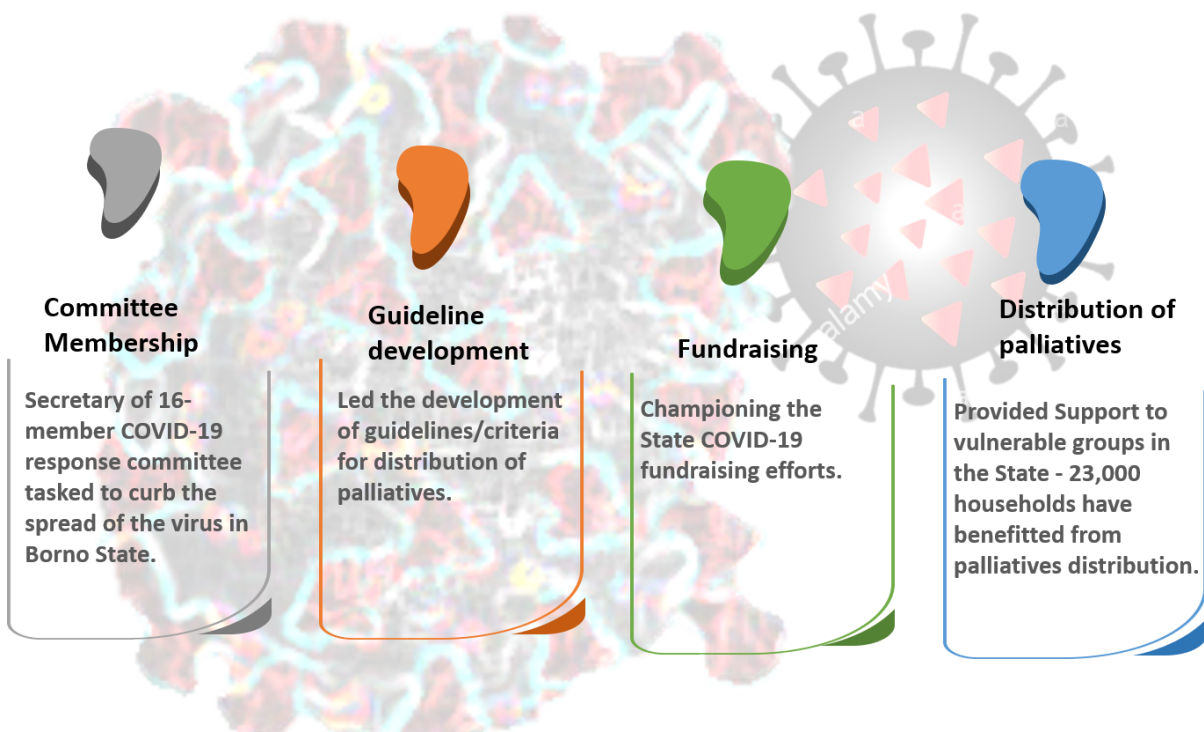 Committee
Membership
Secretary of 16-
member COVID-19
response committee
tasked to curb the
spread of the virus in
Borno State.
Guideline
development
Led the development
of guidelines/criteria
for distribution of
palliatives.
Fundraising
Championing the
State COVID-19
fundraising efforts.
Distribution of
palliatives
Provided Support to
vulnerable groups in
the State - 23,000
households have
benefitted from
palliatives distribution.
alamy
a
a
a